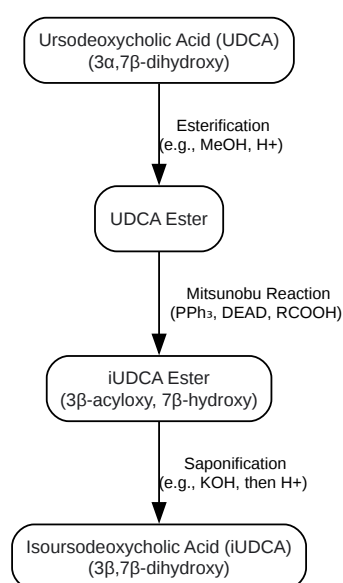 Ursodeoxycholic Acid (UDCA)
(3α,7β-dihydroxy)
Esterification
(e.g., MeOH, H+)
UDCA Ester
Mitsunobu Reaction
(PPh₃, DEAD, RCOOH)
iUDCA Ester
(3β-acyloxy, 7β-hydroxy)
Saponification
(e.g., KOH, then H+)
Isoursodeoxycholic Acid (iUDCA)
(3β,7β-dihydroxy)